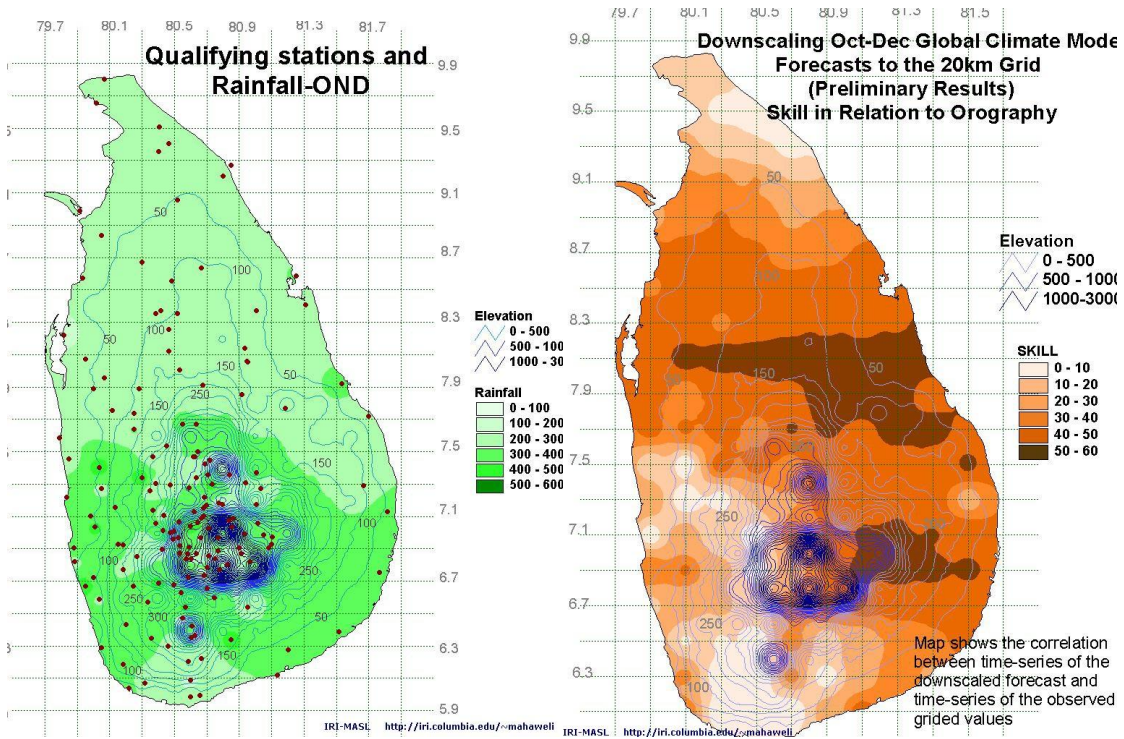 79.7 80.1 80.5 80.9 81.3 81.7
Qualifying stations and
Rainfall-OND
9.9
9.5
9.1
8.7
8.3
7.9
7.5
7.1
6.7
6.3
5.9
50
100
100
50
150
50
150
250
150
100
100
250
250
300
50
150
100
Elevation
0 - 500
500 - 100
1000 - 30
Rainfall
0 - 100
100 - 200
200 - 300
300 - 400
400 - 500
500 - 600
IRI-MASL http://iri.columbia.edu/~mahaweli
79.7 80.1 80.5 80.9 81.3 81.5
Downscaling Oct-Dec Global Climate Mode
Forecasts to the 20km Grid
(Preliminary Results)
Skill in Relation to Orography
9.8
9.5
9.1
8.7
8.3
7.9
7.5
7.1
6.7
6.3
50
100
150
50
250
250
150
100
Elevation
0 - 500
500 - 1000
1000-3000
SKILL
0 - 10
10 - 20
20 - 30
30 - 40
40 - 50
50 - 60
Map shows the correlation
between time-series of the
downscaled forecast and
time-series of the observed
grided values
IRI-MASL http://iri.columbia.edu/~mahaweli